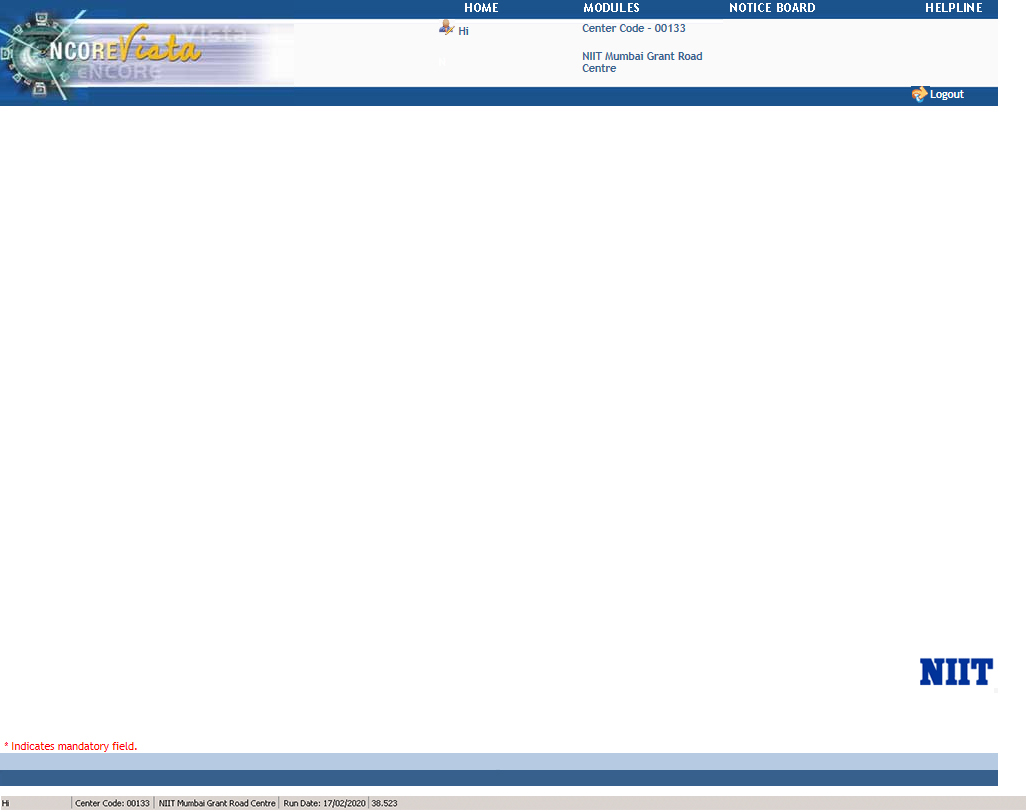 HOME MODULES NOTICE BOARD HELPLINE
NCOREVista
Vista
eNCORE
Hi
Center Code - 00133
NIIT Mumbai Grant Road
Centre
Logout
NIIT
* Indicates mandatory field.
Hi Center Code: 00133 NIIT Mumbai Grant Road Centre Run Date: 17/02/2020 38.523